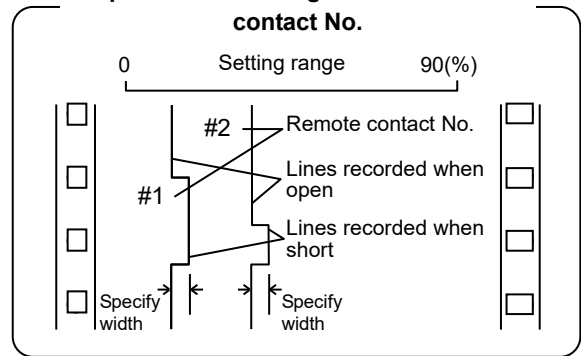 contact No.
0 Setting range 90(%)
#2 Remote contact No.
Lines recorded when
open
#1
Lines recorded when
short
Specify
width
Specify
width